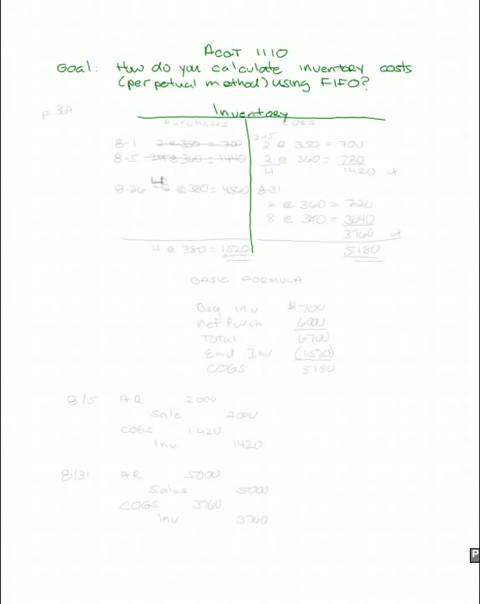 ACCT 1110
Goal: How do you calculate inventory costs
(perpetual method) using FIFO?
Inventory
PURCHASES COGS
8-15
8-1 2 @ 350 = 700 2 @ 350 = 700
8-5 @ 360 = 1440 2 @ 360 = 720
4 1420 +
8-26 @ 380 = 4560 8-31
2 @ 360 = 720
8 @ 380 = 3040
3760 +
4 @ 380 = 1520 5180
BASIC FORMULA
Beg Inv $700
Net Purch 6000
Total 6700
End Inv (1520)
COGS 5180
8/5 AR 2000
Sale 2000
COGS 1420
Inv 1420
8/31 AR 5000
Sales 5000
COGS 3760
Inv 3760
P